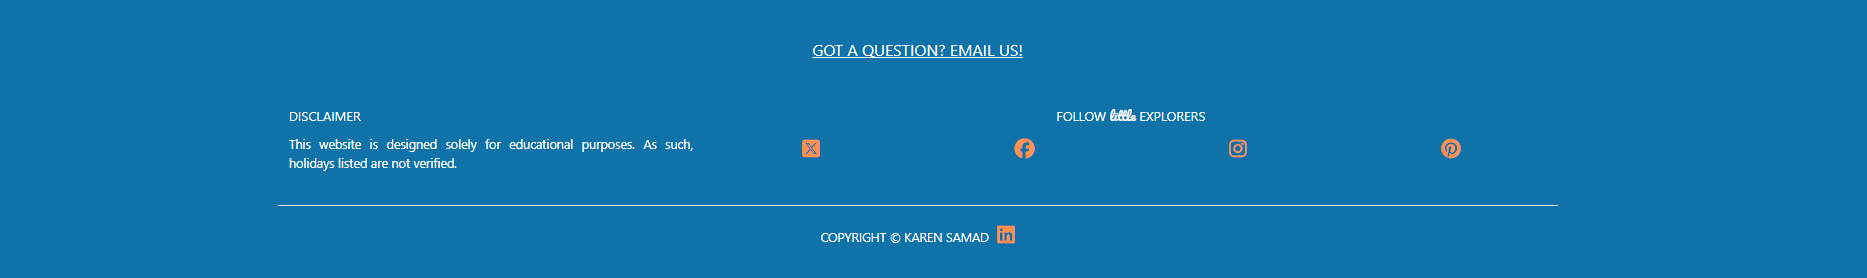 GOT A QUESTION? EMAIL US!
DISCLAIMER
This website is designed solely for educational purposes. As such,
holidays listed are not verified.
FOLLOW little EXPLORERS
COPYRIGHT © KAREN SAMAD